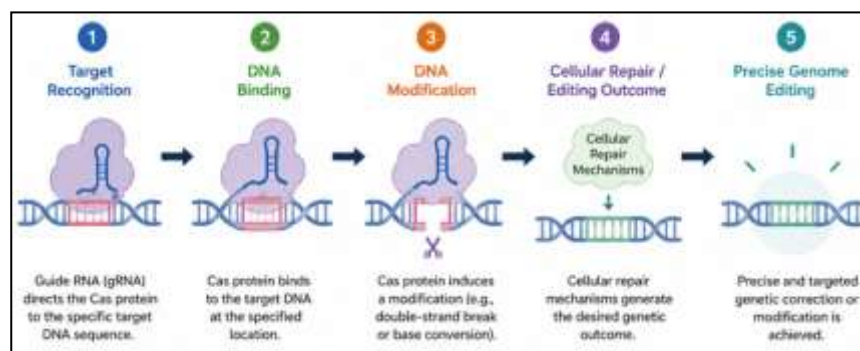 1
Target
Recognition
Guide RNA (gRNA)
directs the Cas protein
to the specific target
DNA sequence.
2
DNA
Binding
Cas protein binds
to the target DNA
at the specified
location.
3
DNA
Modification
Cas protein induces
a modification (e.g.,
double-strand break
or base conversion).
4
Cellular Repair /
Editing Outcome
Cellular
Repair
Mechanisms
Cellular repair
mechanisms generate
the desired genetic
outcome.
5
Precise Genome
Editing
Precise and targeted
genetic correction or
modification is
achieved.